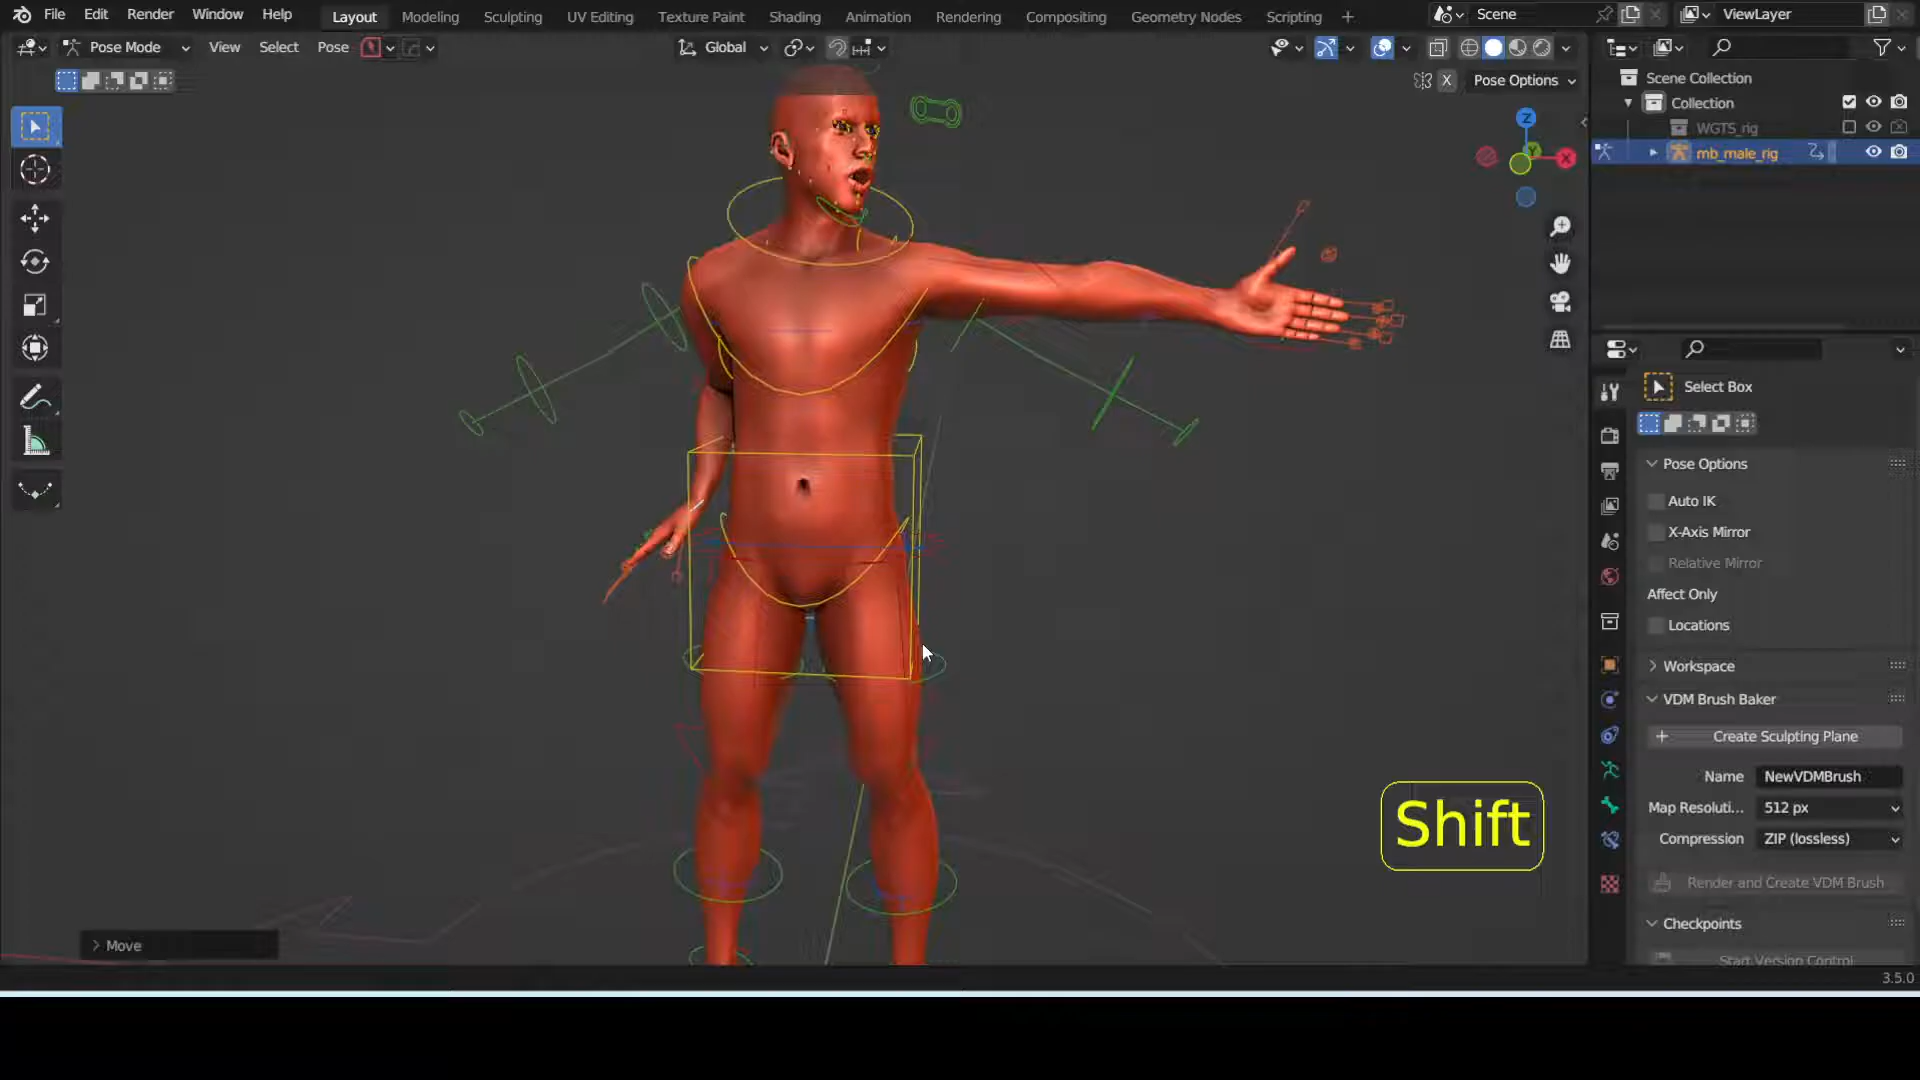 File Edit Render Window Help Layout Modeling Sculpting UV Editing Texture Paint Shading Animation Rendering Compositing Geometry Nodes Scripting + Scene ViewLayer
Pose Mode View Select Pose Global
X Pose Options
Scene Collection
Collection
WGTS_rig
mb_male_rig
Z
Y
X
Select Box
Pose Options
Auto IK
X-Axis Mirror
Relative Mirror
Affect Only
Locations
Workspace
VDM Brush Baker
Create Sculpting Plane
Name NewVDMBrush
Map Resoluti... 512 px
Compression ZIP (lossless)
Render and Create VDM Brush
Checkpoints
Start Version Control
Shift
Move
3.5.0